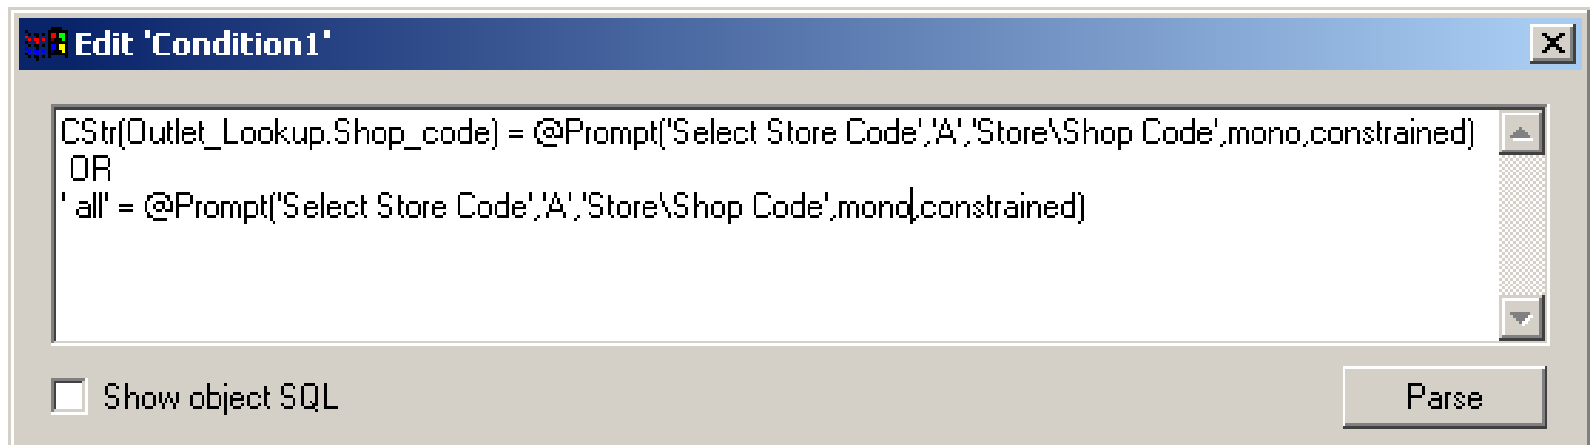 Edit 'Condition1'
CStr(Outlet_Lookup.Shop_code) = @Prompt('Select Store Code','A','Store\Shop Code',mono,constrained)
OR
' all' = @Prompt('Select Store Code','A','Store\Shop Code',mono,constrained)
Show object SQL
Parse